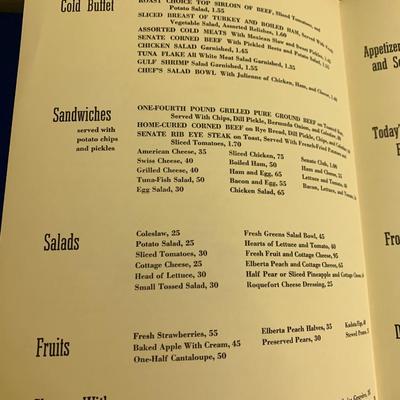 Cold Buffet
ROAST CHOICE TOP SIRLOIN OF BEEF, Sliced Tomatoes and
Potato Salad, 1.55
SLICED BREAST OF TURKEY AND BOILED HAM, Served With
Vegetable Salad, Assorted Relishes, 1.60
ASSORTED COLD MEATS With Mexican Slaw and Sweet Pickles, 1.45
SENATE CORNED BEEF With Pickled Beets and Potato Salad, 1.35
CHICKEN SALAD Garnished, 1.45
TUNA FLAKE All White Meat Salad Garnished, 1.35
GULF SHRIMP Salad Garnished, 1.55
CHEF'S SALAD BOWL With Julienne of Chicken, Ham, and Cheese, 1.40
Sandwiches
served with
potato chips
and pickles
ONE-FOURTH POUND GRILLED PURE GROUND BEEF on Toasted Bun,
Served With Chips, Dill Pickle, Bermuda Onion, and
HOME-CURED CORNED BEEF on Rye Bread, Dill Pickle, Chips, and
SENATE RIB EYE STEAK on Toast, Served With French-Fried Potatoes and
Sliced Tomatoes, 1.70
American Cheese, 35
Swiss Cheese, 40
Grilled Cheese, 40
Tuna-Fish Salad, 50
Egg Salad, 30
Sliced Chicken, 75
Boiled Ham, 50
Ham and Egg, 65
Bacon and Egg, 55
Chicken Salad, 65
Senate Club,
Ham and Cheese,
Lettuce and Tomato,
Bacon, Lettuce, and
Salads
Coleslaw, 25
Potato Salad, 25
Sliced Tomatoes, 30
Cottage Cheese, 25
Head of Lettuce, 30
Small Tossed Salad, 30
Fresh Greens Salad Bowl, 45
Hearts of Lettuce and Tomato, 40
Fresh Fruit and Cottage Cheese, 95
Elberta Peach and Cottage Cheese, 65
Half Pear or Sliced Pineapple and Cottage Cheese,
Roquefort Cheese Dressing, 25
Fruits
Fresh Strawberries, 55
Baked Apple With Cream, 45
One-Half Cantaloupe, 50
Elberta Peach Halves, 35
Preserved Pears, 30
Kadota Figs, 40
Stewed Prunes,
Appetizer
and So
Today'
Fro
D